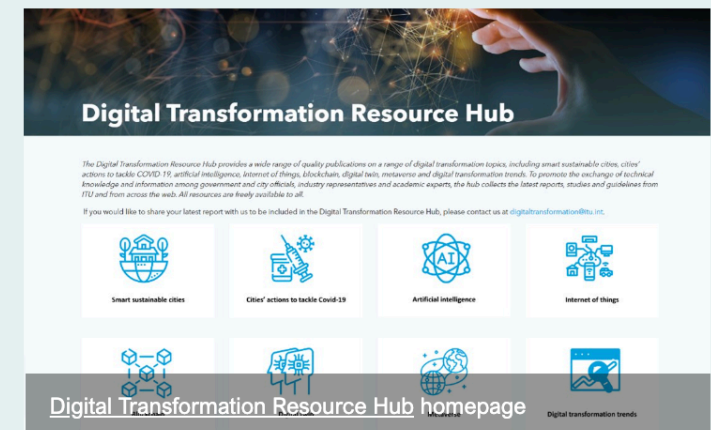 Digital Transformation Resource Hub
The Digital Transformation Resource Hub provides a wide range of quality publications on a range of digital transformation topics, including smart sustainable cities, cities'
actions to tackle COVID-19, artificial intelligence, Internet of things, blockchain, digital twin, metaverse and digital transformation trends. To promote the exchange of technical
knowledge and information among government and city officials, industry representatives and academic experts, the hub collects the latest reports, studies and guidelines from
ITU and from across the web. All resources are freely available to all.
If you would like to share your latest report with us to be included in the Digital Transformation Resource Hub, please contact us at digitaltransformation@itu.int.
AI
Smart sustainable cities
Cities' actions to tackle Covid-19
Artificial intelligence
Internet of things
Digital Transformation Resource Hub homepage
Metaverse
Digital transformation trends